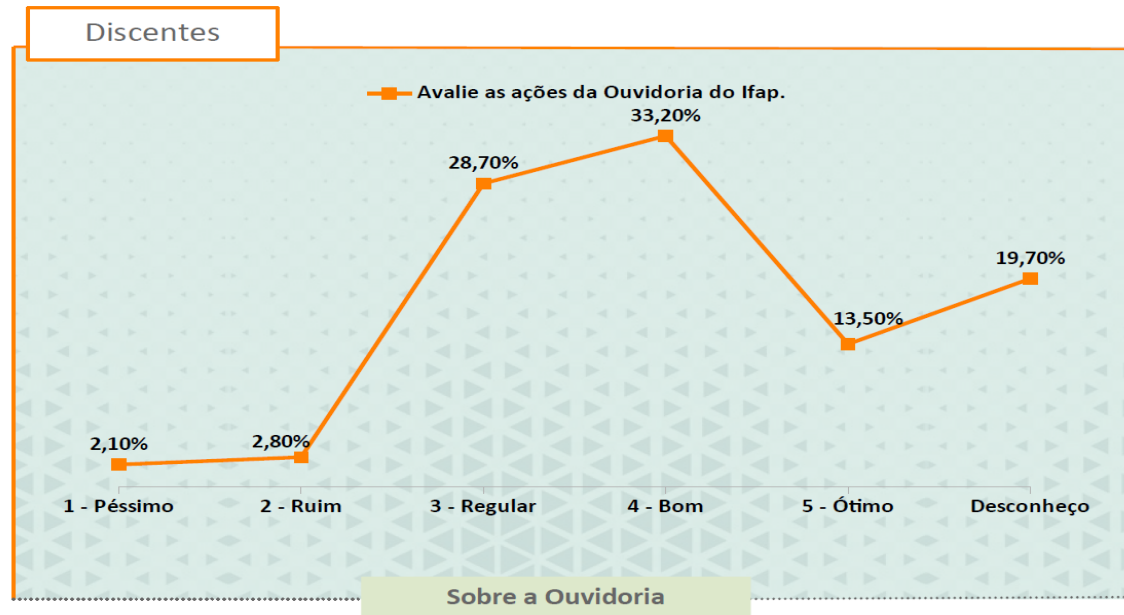 Discentes
Avalie as ações da Ouvidoria do Ifap.
33,20%
28,70%
19,70%
13,50%
2,10%
2,80%
1 - Péssimo
2 - Ruim
3 - Regular
4 - Bom
5 - Ótimo
Desconheço
Sobre a Ouvidoria